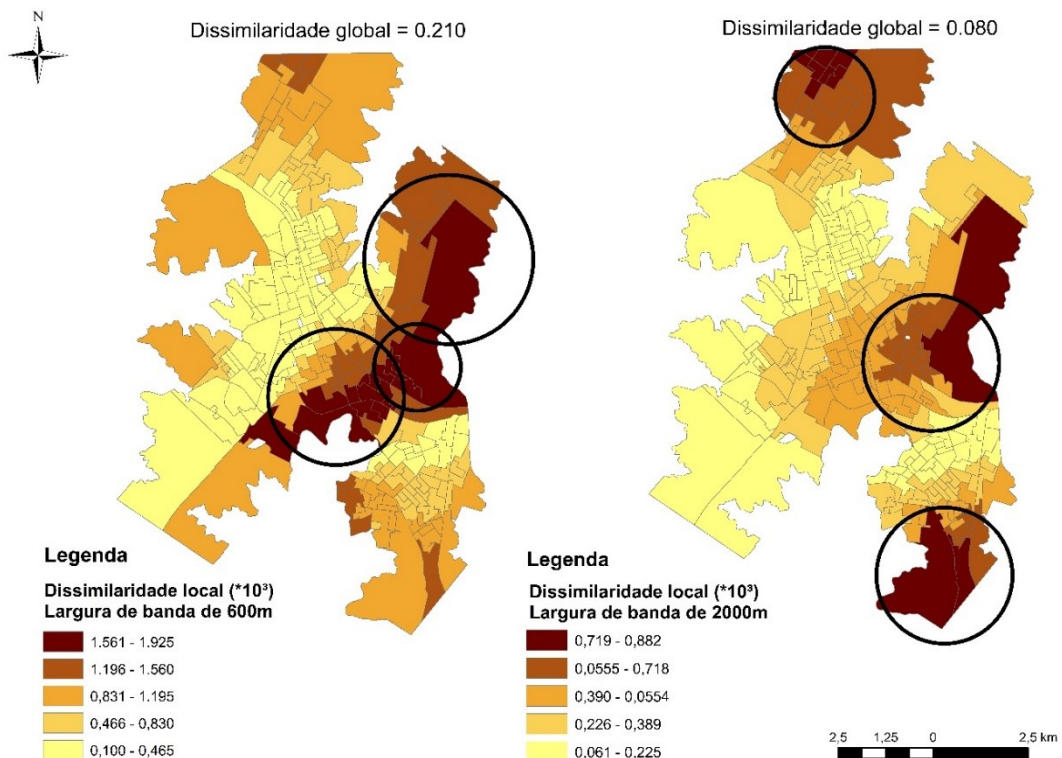 N
Dissimilaridade global = 0.210
Dissimilaridade global = 0.080
Legenda
Dissimilaridade local (*10³)
Largura de banda de 600m
1.561 - 1.925
1.196 - 1.560
0,831 - 1.195
0,466 - 0,830
0,100 - 0,465
Legenda
Dissimilaridade local (*10³)
Largura de banda de 2000m
0,719 - 0,882
0,0555 - 0,718
0,390 - 0,0554
0,226 - 0,389
0.061 - 0,225
2,5 1,25 0 2,5 km